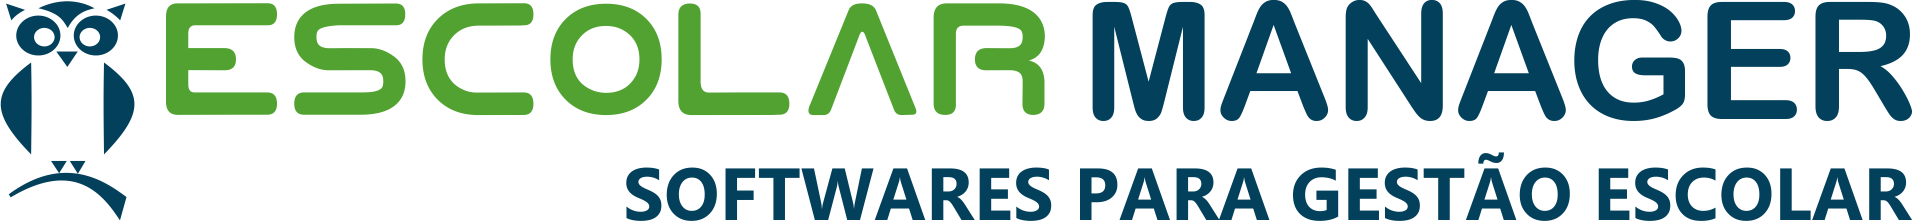 ESCOLAR MANAGER
SOFTWARES PARA GESTÃO ESCOLAR